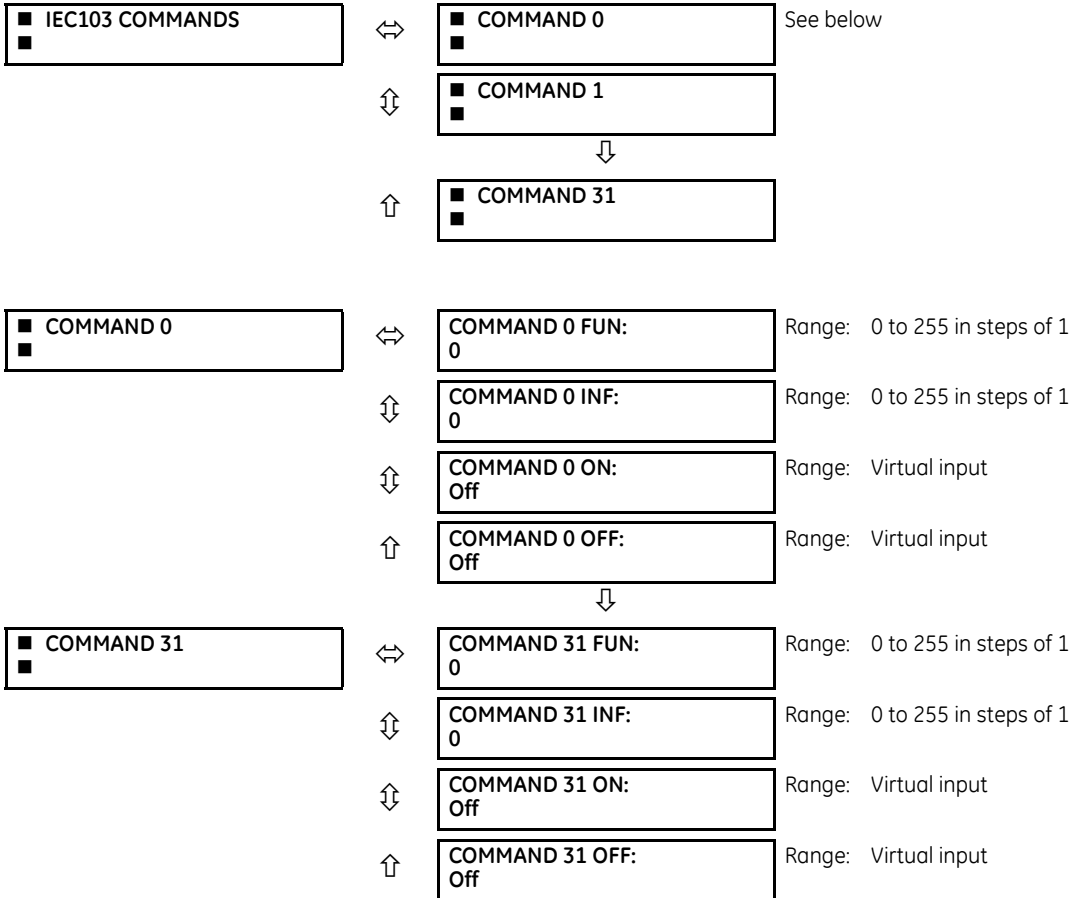 ■ IEC103 COMMANDS
■
■ COMMAND 0
■
See below
■ COMMAND 1
■
■ COMMAND 31
■
■ COMMAND 0
■
COMMAND 0 FUN:
0
Range: 0 to 255 in steps of 1
COMMAND 0 INF:
0
Range: 0 to 255 in steps of 1
COMMAND 0 ON:
Off
Range: Virtual input
COMMAND 0 OFF:
Off
Range: Virtual input
■ COMMAND 31
■
COMMAND 31 FUN:
0
Range: 0 to 255 in steps of 1
COMMAND 31 INF:
0
Range: 0 to 255 in steps of 1
COMMAND 31 ON:
Off
Range: Virtual input
COMMAND 31 OFF:
Off
Range: Virtual input